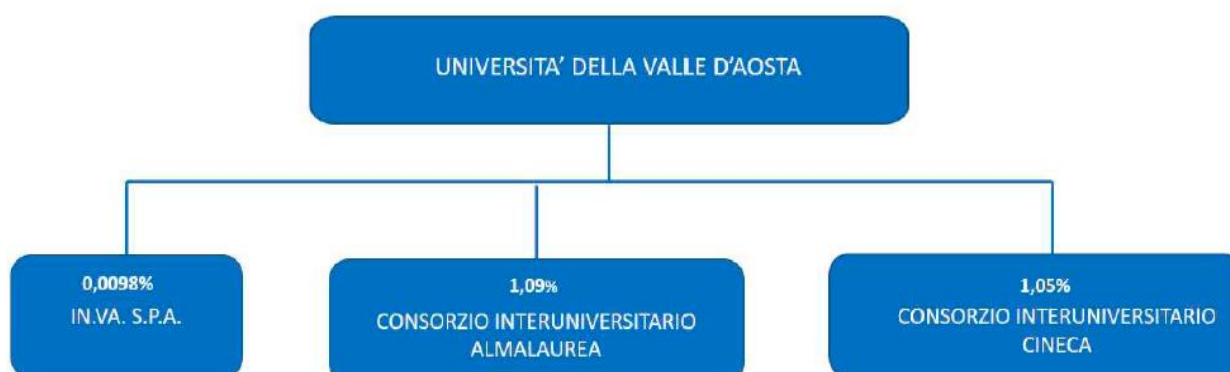 UNIVERSITA’ DELLA VALLE D’AOSTA
0,0098%
IN.VA. S.P.A.
1,09%
CONSORZIO INTERUNIVERSITARIO
ALMALAUREA
1,05%
CONSORZIO INTERUNIVERSITARIO
CINECA